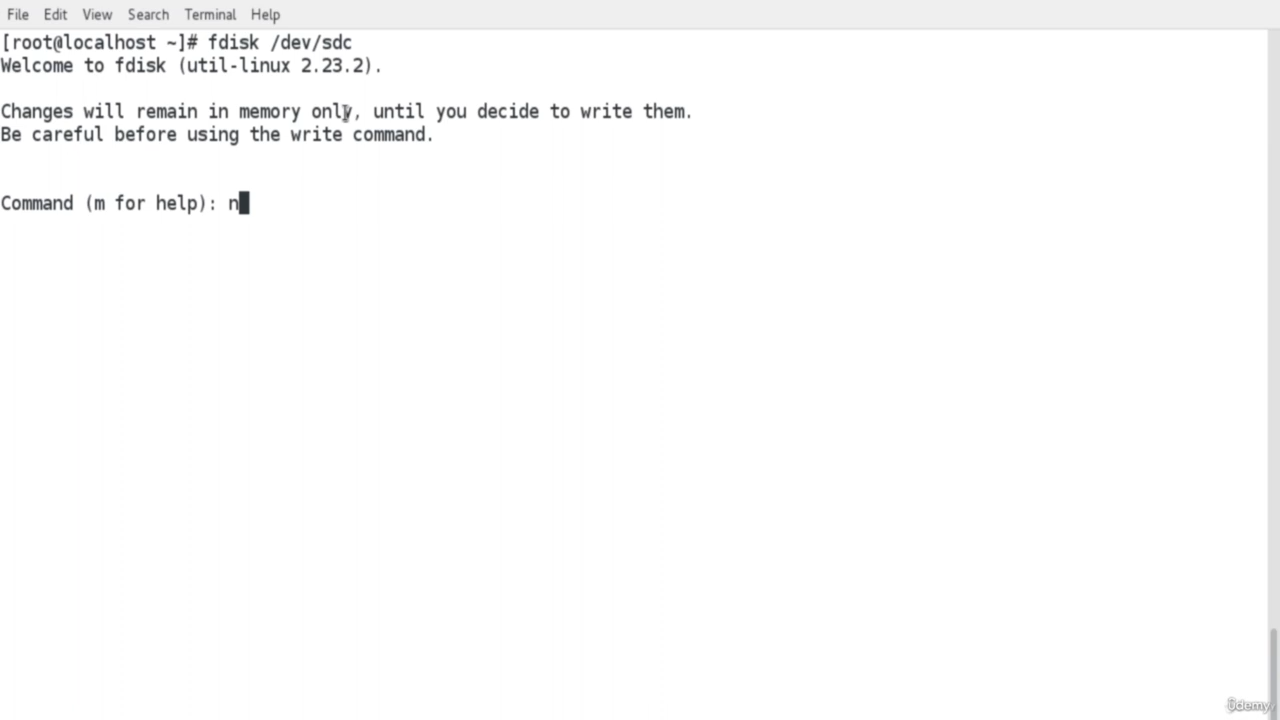 File Edit View Search Terminal Help
[root@localhost ~]# fdisk /dev/sdc
Welcome to fdisk (util-linux 2.23.2).
Changes will remain in memory only, until you decide to write them.
Be careful before using the write command.
Command (m for help): n
Udemy